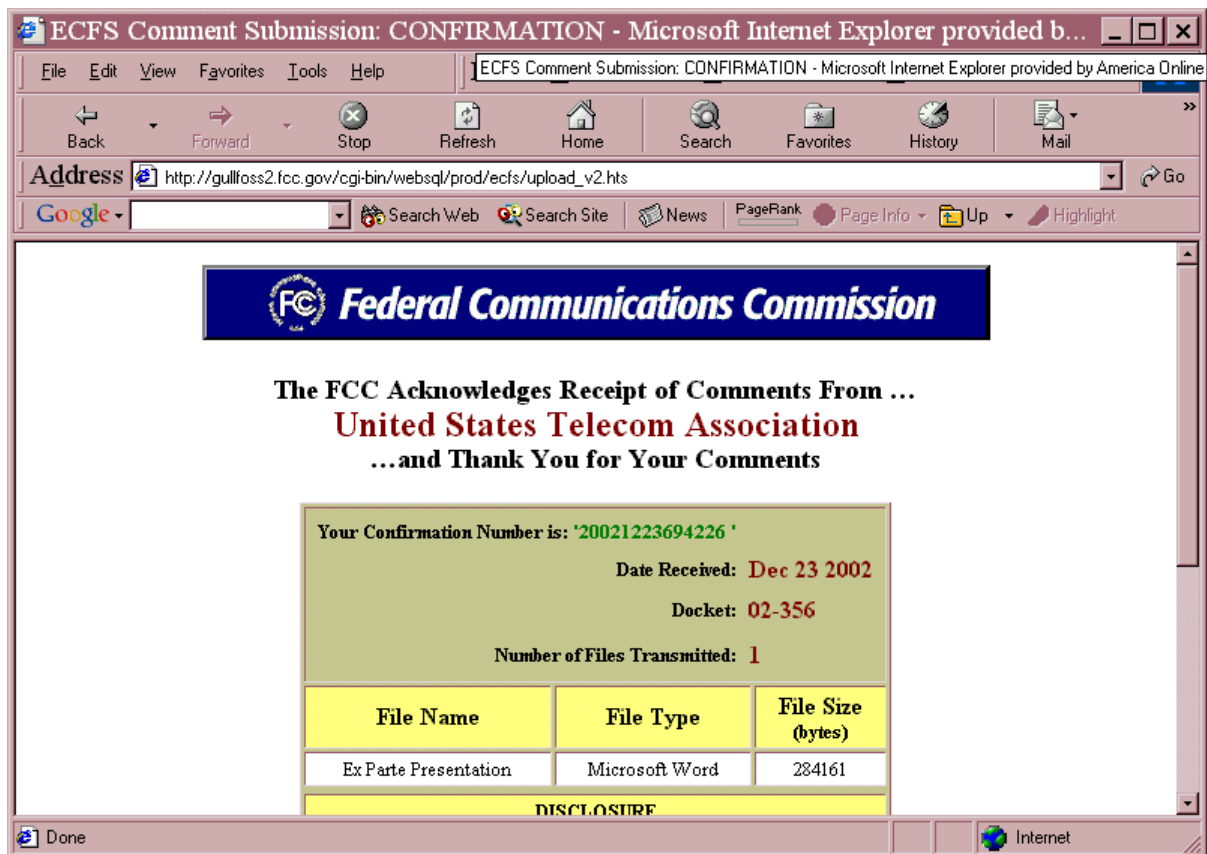 ECFS Comment Submission: CONFIRMATION - Microsoft Internet Explorer provided b...
File Edit View Favorites Tools Help
ECFS Comment Submission: CONFIRMATION - Microsoft Internet Explorer provided by America Online
Back Forward Stop Refresh Home Search Favorites History Mail »
Address http://gullfoss2.fcc.gov/cgi-bin/websql/prod/ecfs/upload_v2.hts Go
Google Search Web Search Site News PageRank Page Info Up Highlight
FCC Federal Communications Commission
The FCC Acknowledges Receipt of Comments From ...
United States Telecom Association
...and Thank You for Your Comments
Your Confirmation Number is: '20021223694226 '
Date Received: Dec 23 2002
Docket: 02-356
Number of Files Transmitted: 1
File Name File Type File Size
(bytes)
Ex Parte Presentation Microsoft Word 284161
DISCLOSURE
Done Internet